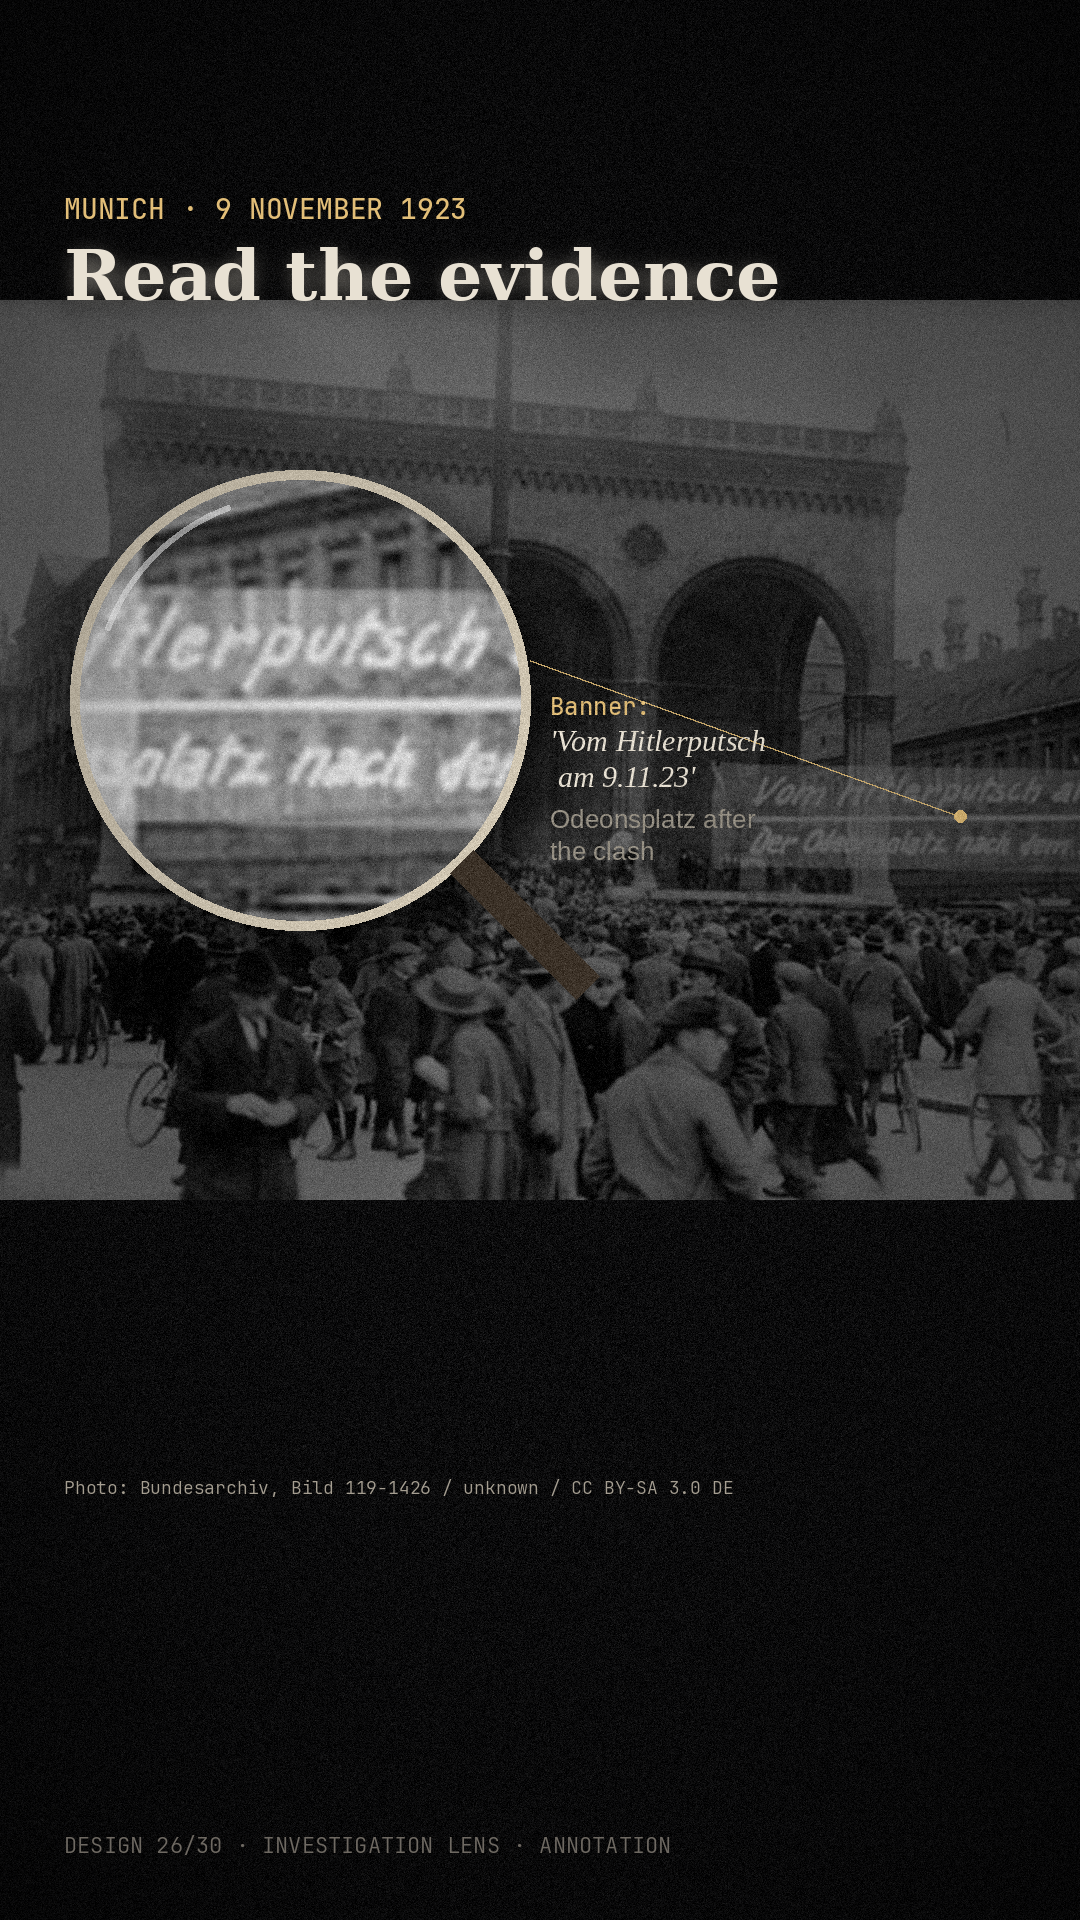 MUNICH · 9 NOVEMBER 1923
Read the evidence
tlerputsch
platz nach dem
Banner:
'Vom Hitlerputsch
am 9.11.23'
Odeonsplatz after
the clash
Vom Hitlerputsch
Der Odeonsplatz nach dem
Photo: Bundesarchiv, Bild 119-1426 / unknown / CC BY-SA 3.0 DE
DESIGN 26/30 · INVESTIGATION LENS · ANNOTATION